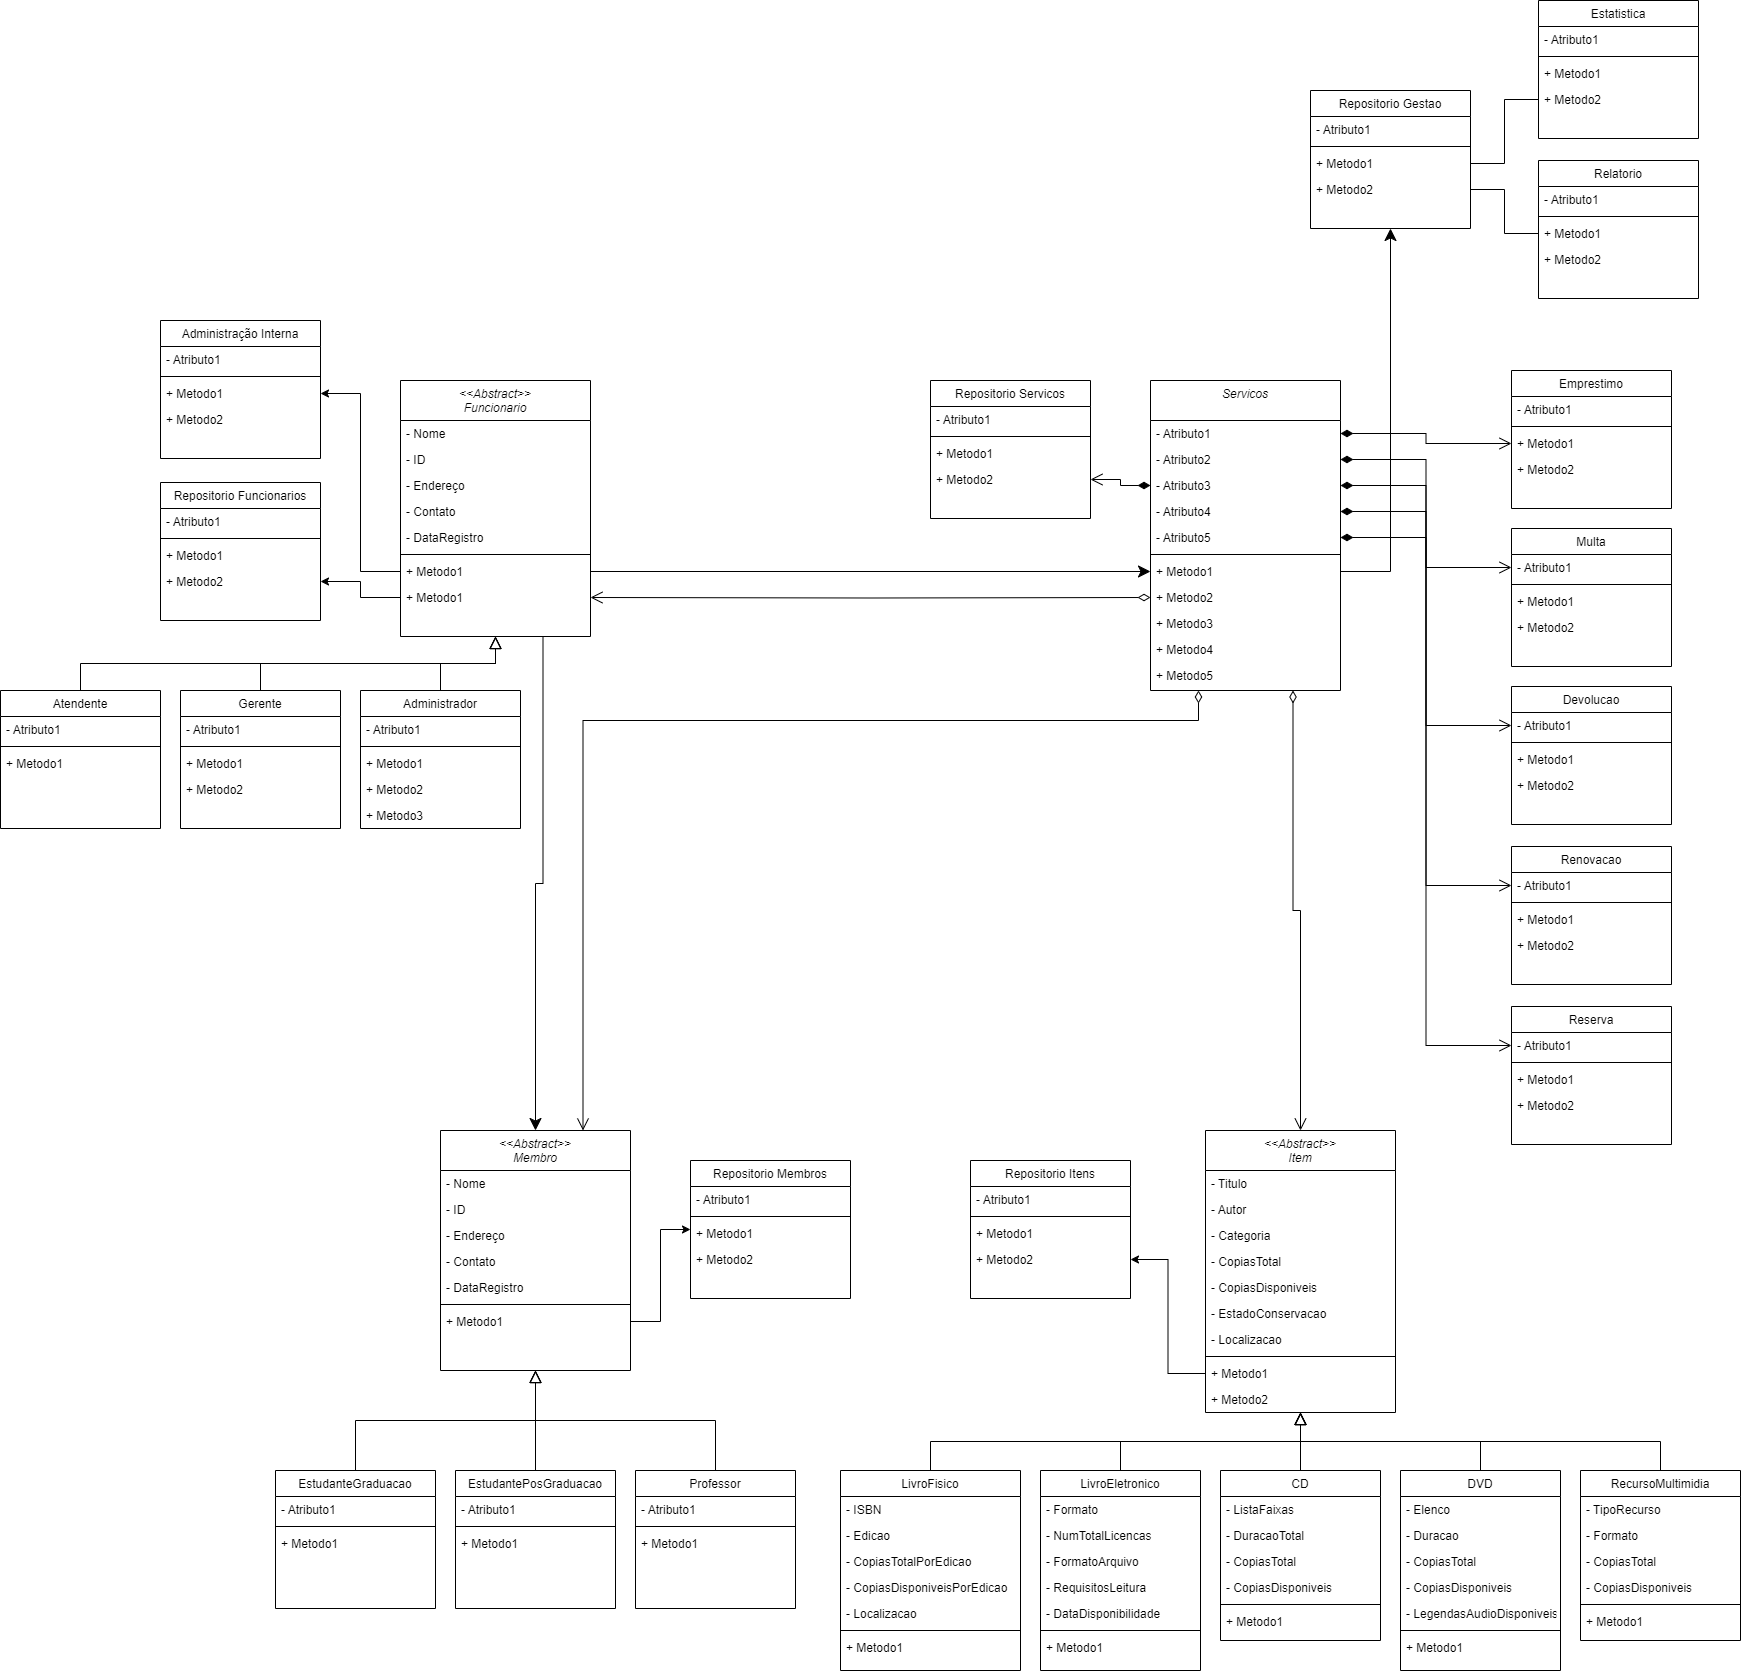 Estatistica
- Atributo1
+ Metodo1
+ Metodo2
Repositorio Gestao
- Atributo1
+ Metodo1
+ Metodo2
Relatorio
- Atributo1
+ Metodo1
+ Metodo2
Administração Interna
- Atributo1
+ Metodo1
+ Metodo2
Repositorio Funcionarios
- Atributo1
+ Metodo1
+ Metodo2
<<Abstract>>
Funcionario
- Nome
- ID
- Endereço
- Contato
- DataRegistro
+ Metodo1
+ Metodo1
Repositorio Servicos
- Atributo1
+ Metodo1
+ Metodo2
Servicos
- Atributo1
- Atributo2
- Atributo3
- Atributo4
- Atributo5
+ Metodo1
+ Metodo2
+ Metodo3
+ Metodo4
+ Metodo5
Emprestimo
- Atributo1
+ Metodo1
+ Metodo2
Multa
- Atributo1
+ Metodo1
+ Metodo2
Devolucao
- Atributo1
+ Metodo1
+ Metodo2
Renovacao
- Atributo1
+ Metodo1
+ Metodo2
Reserva
- Atributo1
+ Metodo1
+ Metodo2
Atendente
- Atributo1
+ Metodo1
Gerente
- Atributo1
+ Metodo1
+ Metodo2
Administrador
- Atributo1
+ Metodo1
+ Metodo2
+ Metodo3
<<Abstract>>
Membro
- Nome
- ID
- Endereço
- Contato
- DataRegistro
+ Metodo1
Repositorio Membros
- Atributo1
+ Metodo1
+ Metodo2
Repositorio Itens
- Atributo1
+ Metodo1
+ Metodo2
<<Abstract>>
Item
- Titulo
- Autor
- Categoria
- CopiasTotal
- CopiasDisponiveis
- EstadoConservacao
- Localizacao
+ Metodo1
+ Metodo2
EstudanteGraduacao
- Atributo1
+ Metodo1
EstudantePosGraduacao
- Atributo1
+ Metodo1
Professor
- Atributo1
+ Metodo1
LivroFisico
- ISBN
- Edicao
- CopiasTotalPorEdicao
- CopiasDisponiveisPorEdicao
- Localizacao
+ Metodo1
LivroEletronico
- Formato
- NumTotalLicencas
- FormatoArquivo
- RequisitosLeitura
- DataDisponibilidade
+ Metodo1
CD
- ListaFaixas
- DuracaoTotal
- CopiasTotal
- CopiasDisponiveis
+ Metodo1
DVD
- Elenco
- Duracao
- CopiasTotal
- CopiasDisponiveis
- LegendasAudioDisponiveis
+ Metodo1
RecursoMultimidia
- TipoRecurso
- Formato
- CopiasTotal
- CopiasDisponiveis
+ Metodo1